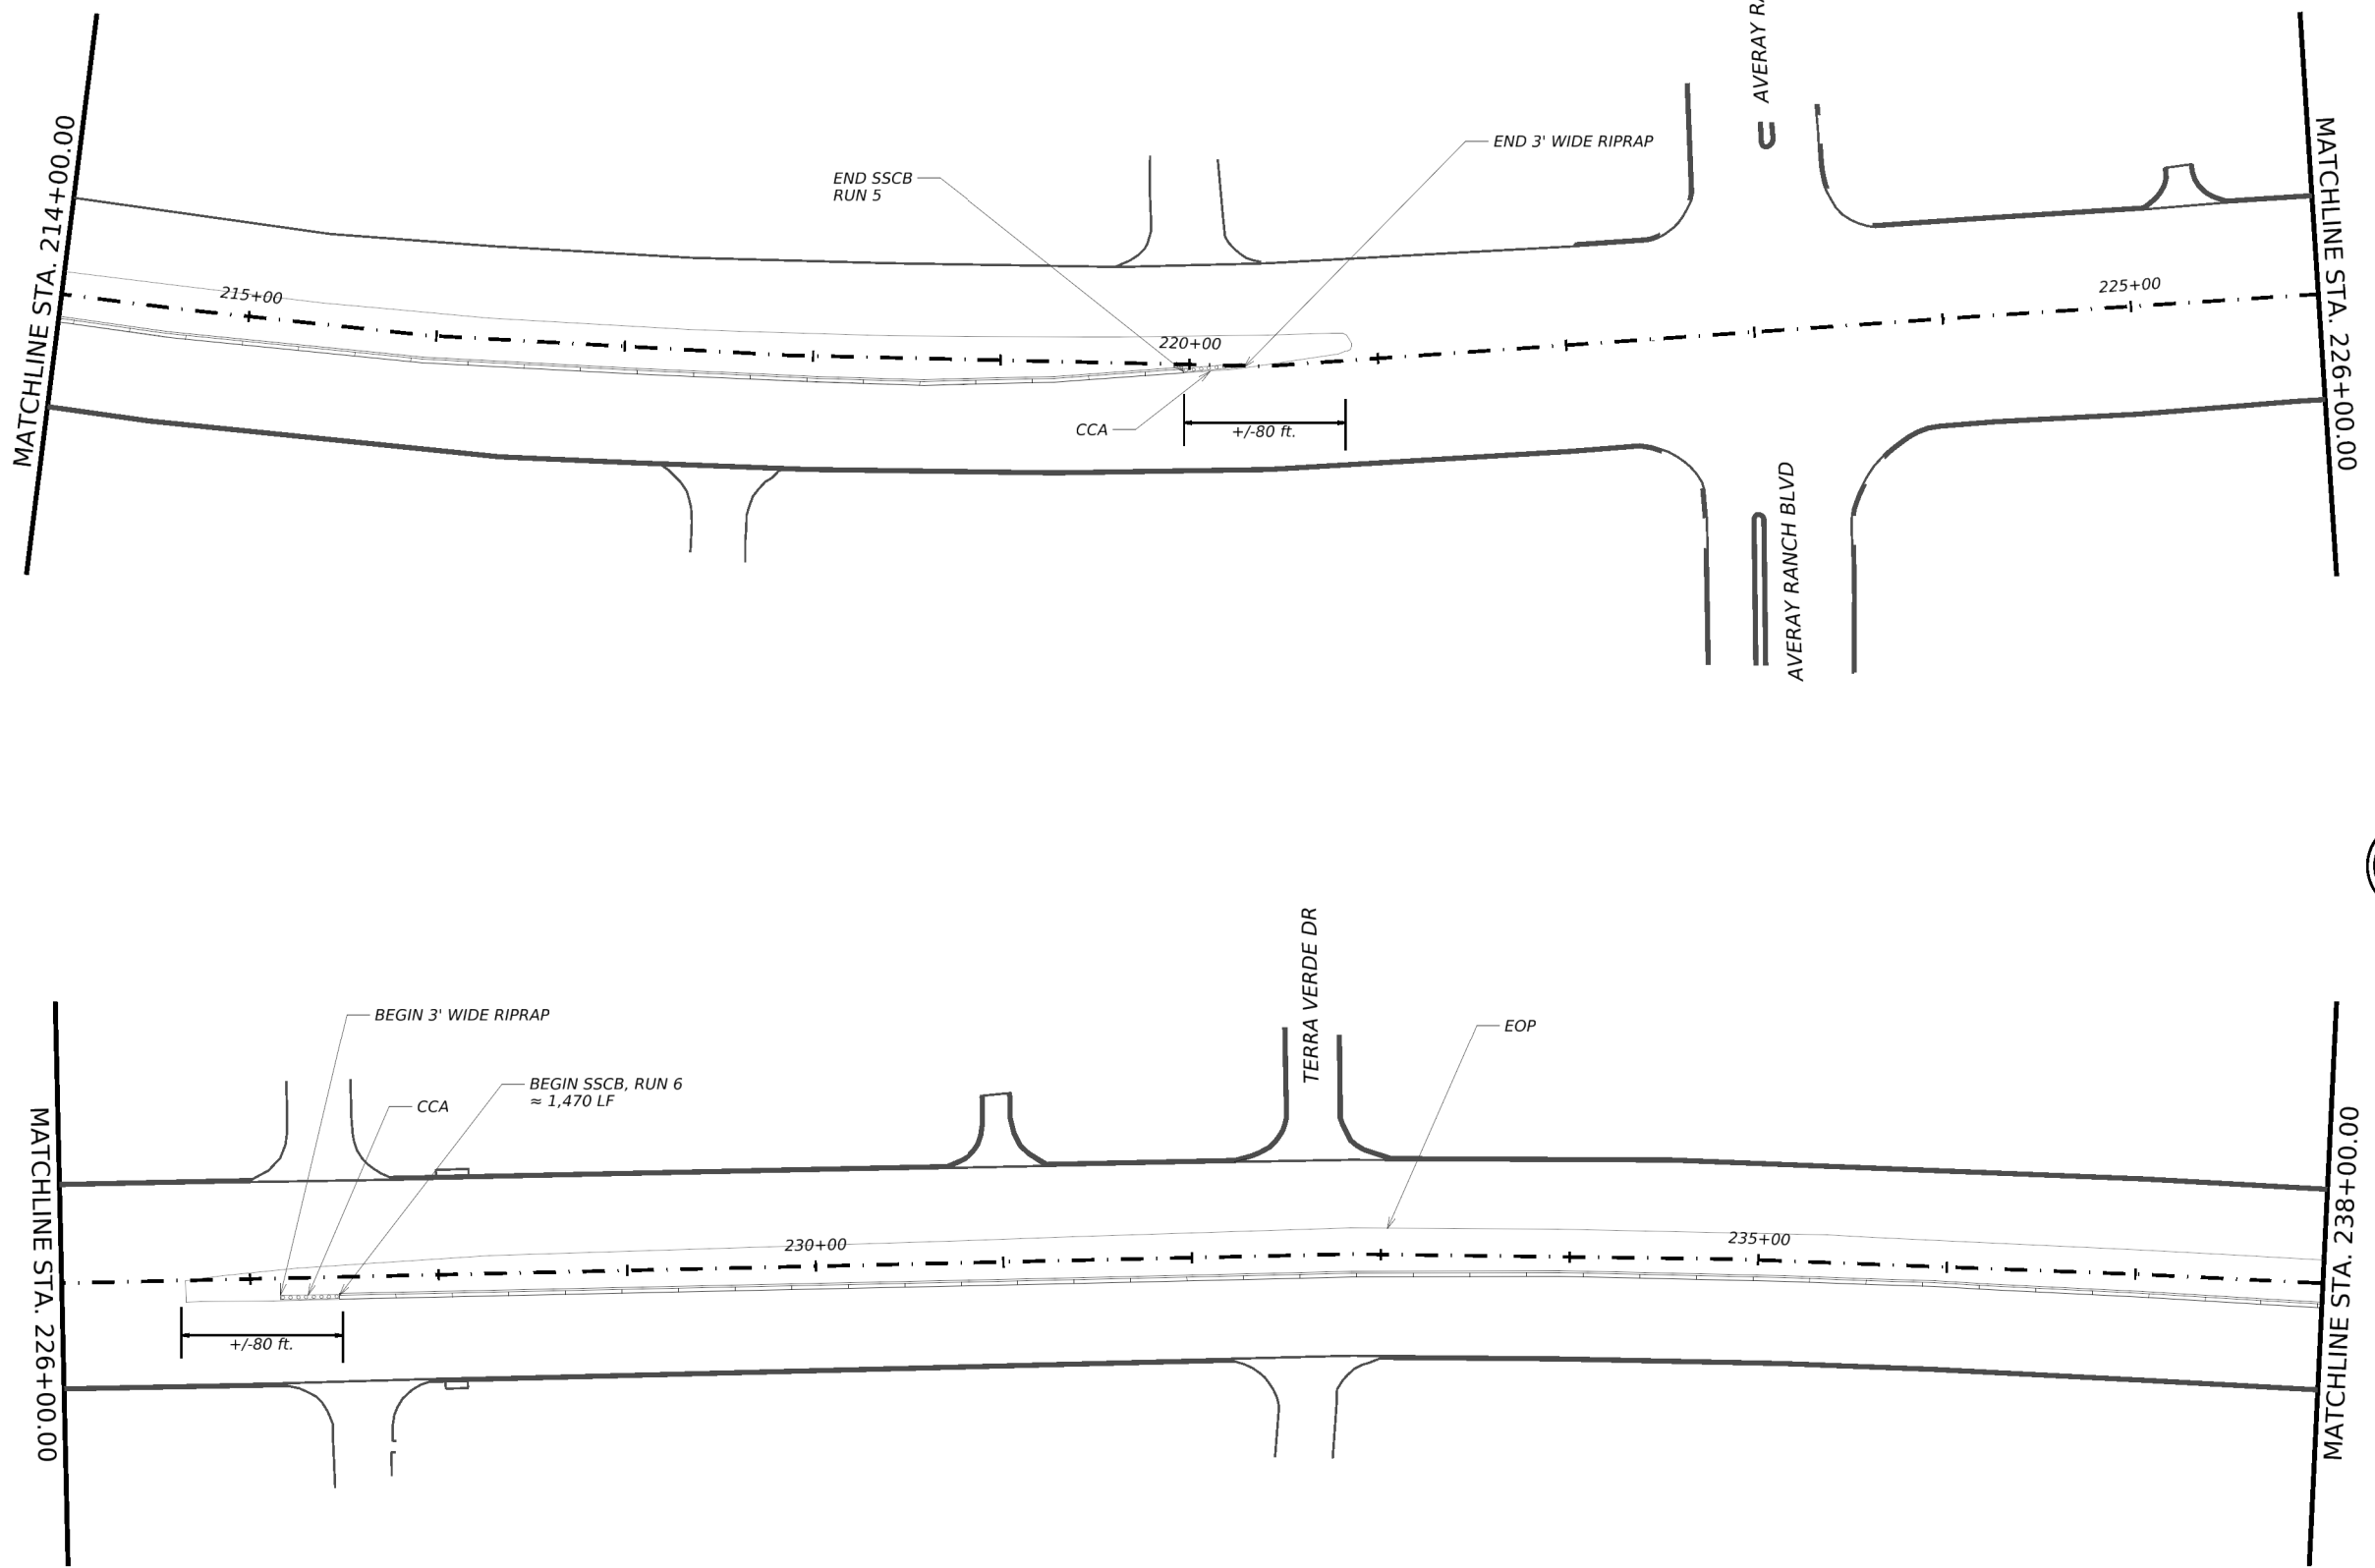 AVERAY RA
MATCHLINE STA. 214+00.00
MATCHLINE STA. 226+00.00
END 3' WIDE RIPRAP
END SSCB
RUN 5
215+00
225+00
220+00
CCA
+/-80 ft.
AVERAY RANCH BLVD
TERRA VERDE DR
BEGIN 3' WIDE RIPRAP
EOP
BEGIN SSCB, RUN 6
≈ 1,470 LF
CCA
MATCHLINE STA. 226+00.00
MATCHLINE STA. 238+00.00
230+00
235+00
+/-80 ft.